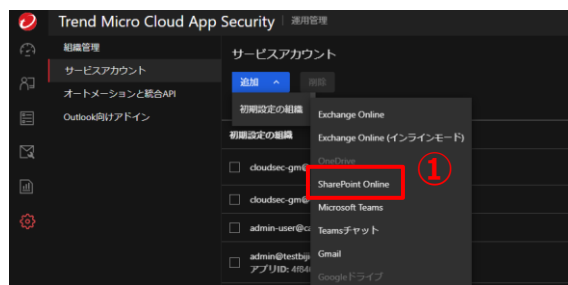 Trend Micro Cloud App Security 運用管理
組織管理
サービスアカウント
オートメーションと統合API
Outlook向けアドイン
サービスアカウント
追加
削除
初期設定の組織
Exchange Online
Exchange Online (インラインモード)
OneDrive
SharePoint Online
①
Microsoft Teams
Teamsチャット
Gmail
Googleドライブ
初期設定の組織
cloudsec-gm
cloudsec-gm
admin-user@c
admin@testbiji
アプリID: 4f84